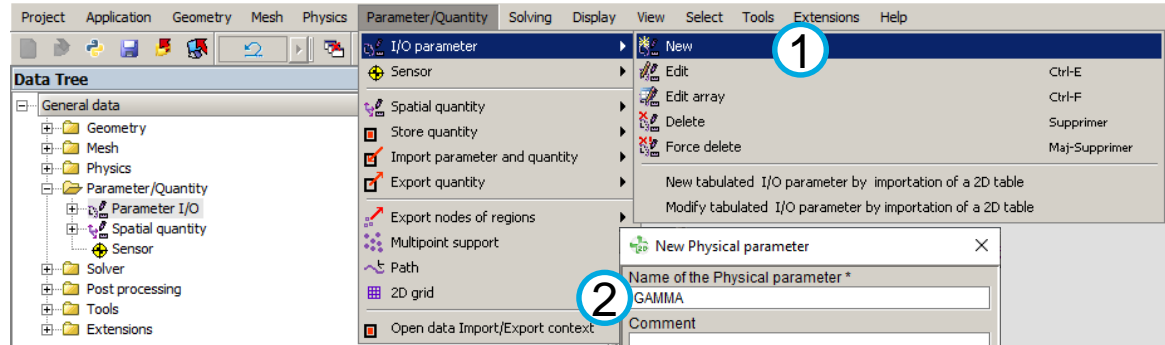 Project Application Geometry Mesh Physics Parameter/Quantity Solving Display View Select Tools Extensions Help
Data Tree
General data
Geometry
Mesh
Physics
Parameter/Quantity
Parameter I/O
Spatial quantity
Sensor
Solver
Post processing
Tools
Extensions
I/O parameter
Sensor
Spatial quantity
Store quantity
Import parameter and quantity
Export quantity
Export nodes of regions
Multipoint support
Path
2D grid
Open data Import/Export context
New
1
Edit Ctrl-E
Edit array Ctrl-F
Delete Supprimer
Force delete Maj-Supprimer
New tabulated I/O parameter by importation of a 2D table
Modify tabulated I/O parameter by importation of a 2D table
2D New Physical parameter
Name of the Physical parameter *
2
GAMMA
Comment